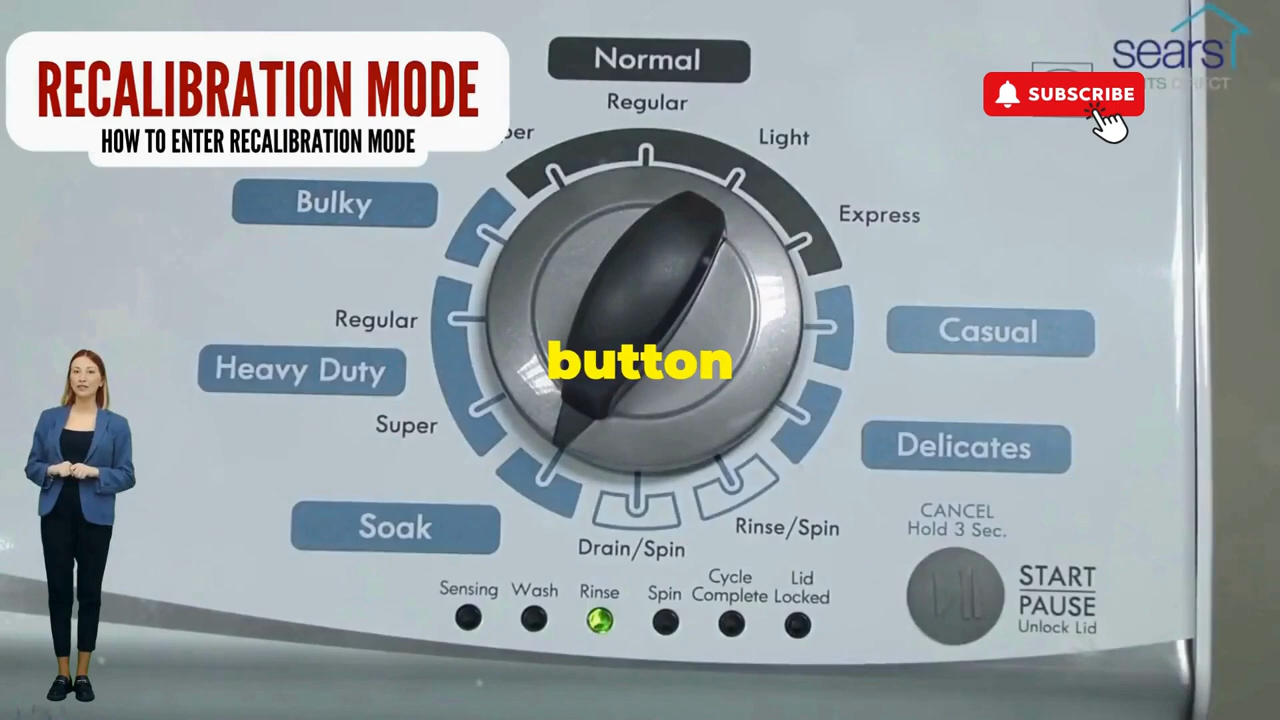 RECALIBRATION MODE
HOW TO ENTER RECALIBRATION MODE
Normal
Regular
Light
Express
sears
SUBSCRIBE
Bulky
Regular
Heavy Duty
Super
button
Casual
Delicates
Soak
Drain/Spin
Rinse/Spin
CANCEL
Hold 3 Sec.
Sensing
Wash
Rinse
Spin
Cycle
Complete
Lid
Locked
START
PAUSE
Unlock Lid